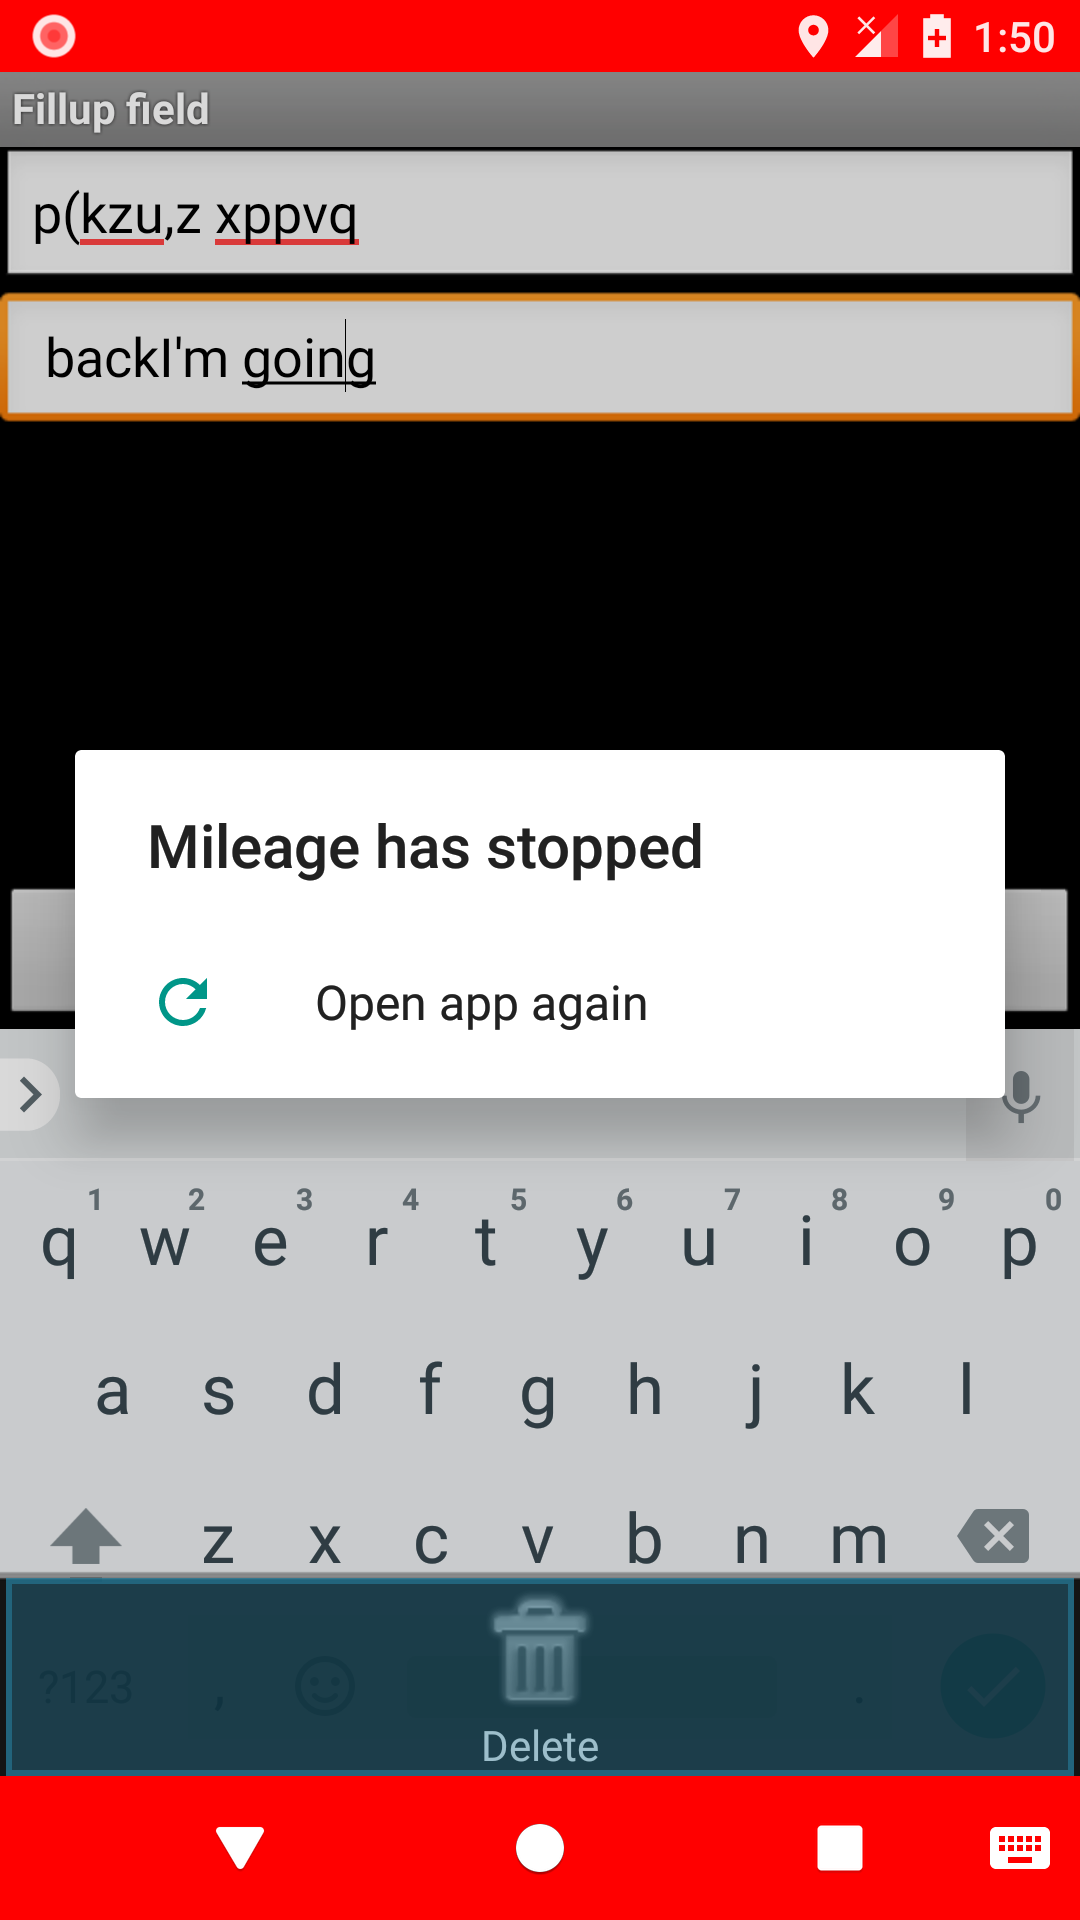 1:50
Fillup field
p(kzu,z xppvq
backI'm going
Mileage has stopped
Open app again
1 2 3 4 5 6 7 8 9 0
q w e r t y u i o p
a s d f g h j k l
z x c v b n m
?123 , .
Delete